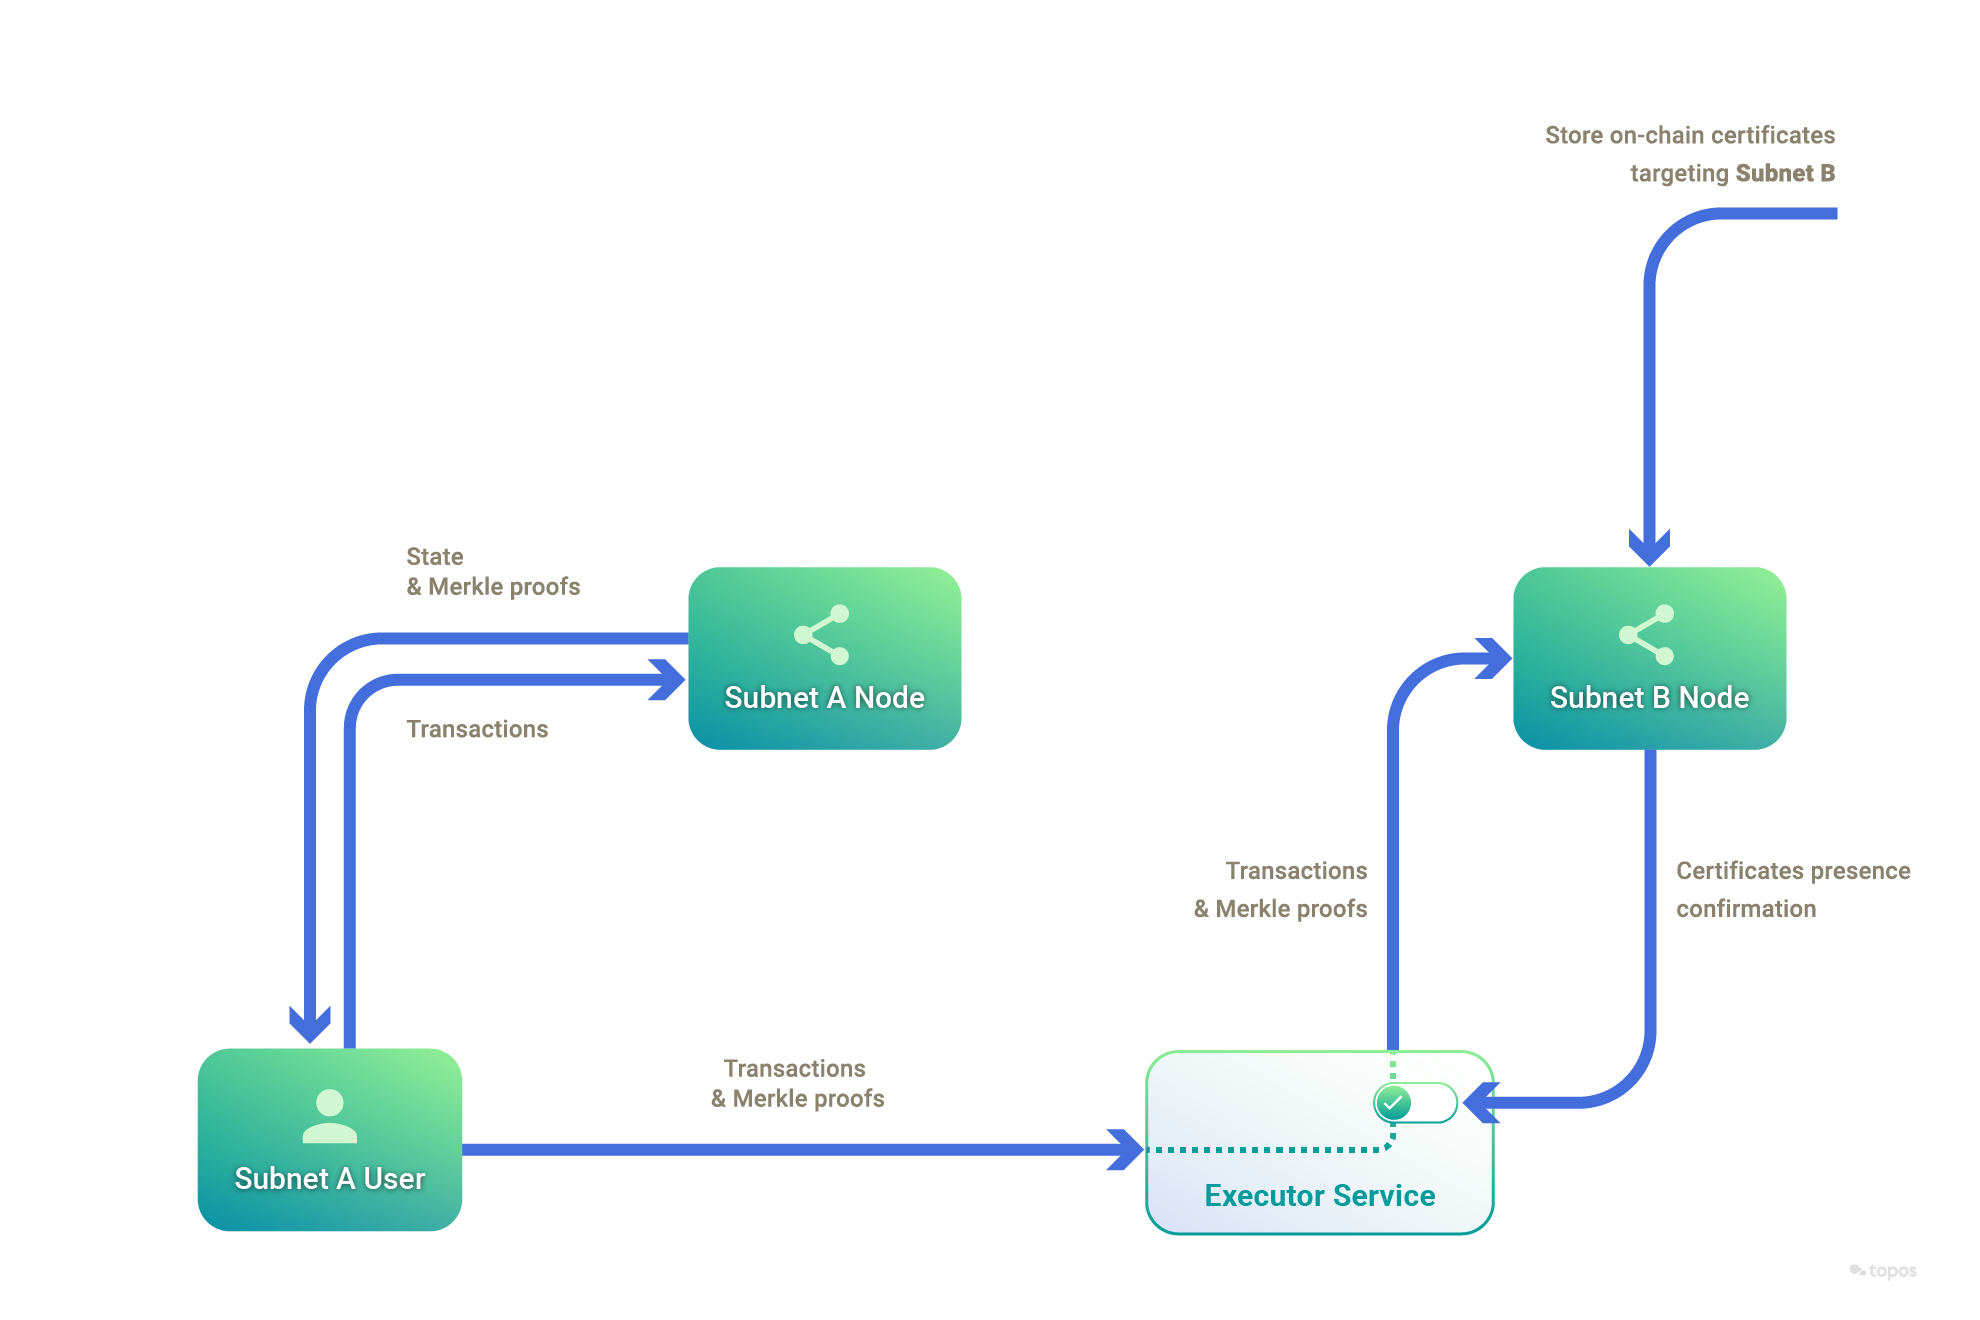 Store on-chain certificates
targeting Subnet B
State
& Merkle proofs
Subnet A Node
Transactions
Subnet B Node
Transactions
& Merkle proofs
Certificates presence
confirmation
Transactions
& Merkle proofs
Subnet A User
Executor Service
topos